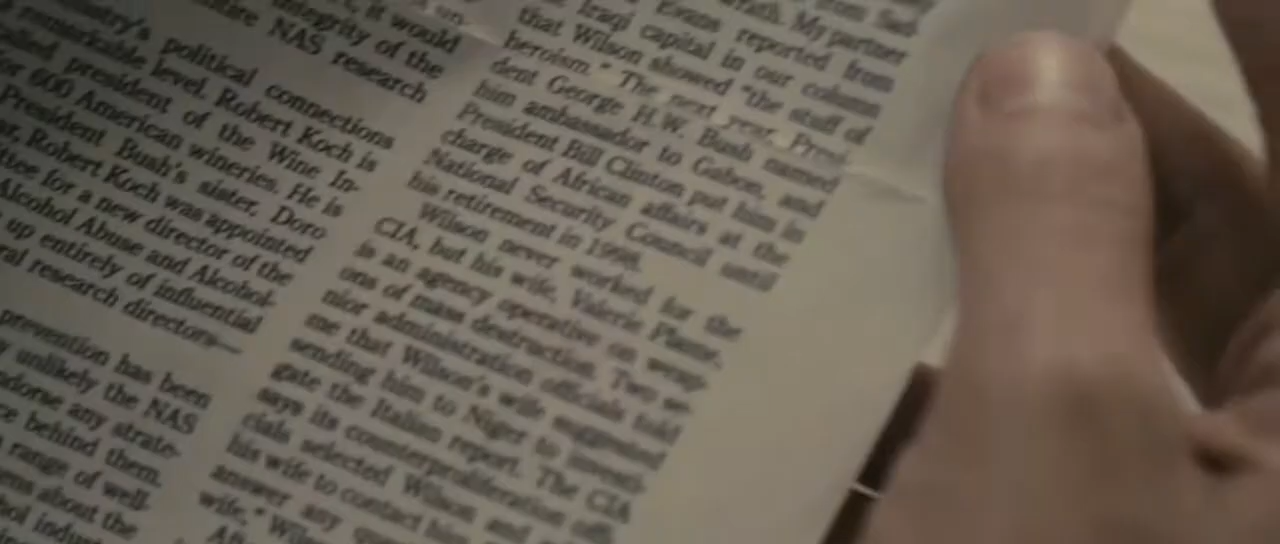 it would
integrity of the
entire NAS research
political connections
remarkable level. Robert Koch is
president of the Wine In-
600 American wineries. He is
President Bush's sister, Doro
Robert Koch was appointed
for a new director of the
Alcohol Abuse and Alcohol-
up entirely of influential
research directors—
prevention has been
unlikely the NAS
any strate-
behind them.
range of well-
about the
My partner
Evans reported from
Iraqi capital in our column
that Wilson showed "the stuff of
heroism." The next year, Presi-
dent George H.W. Bush named
him ambassador to Gabon, and
President Bill Clinton put him in
charge of African affairs at the
National Security Council until
his retirement in 1998.
Wilson never worked for the
CIA, but his wife, Valerie Plame,
is an agency operative on weap-
ons of mass destruction. Two se-
nior administration officials told
me that Wilson's wife suggested
sending him to Niger to investi-
gate the Italian report. The CIA
says its counterproliferation offi-
cials selected Wilson and
his wife to contact him
answer any
wife."